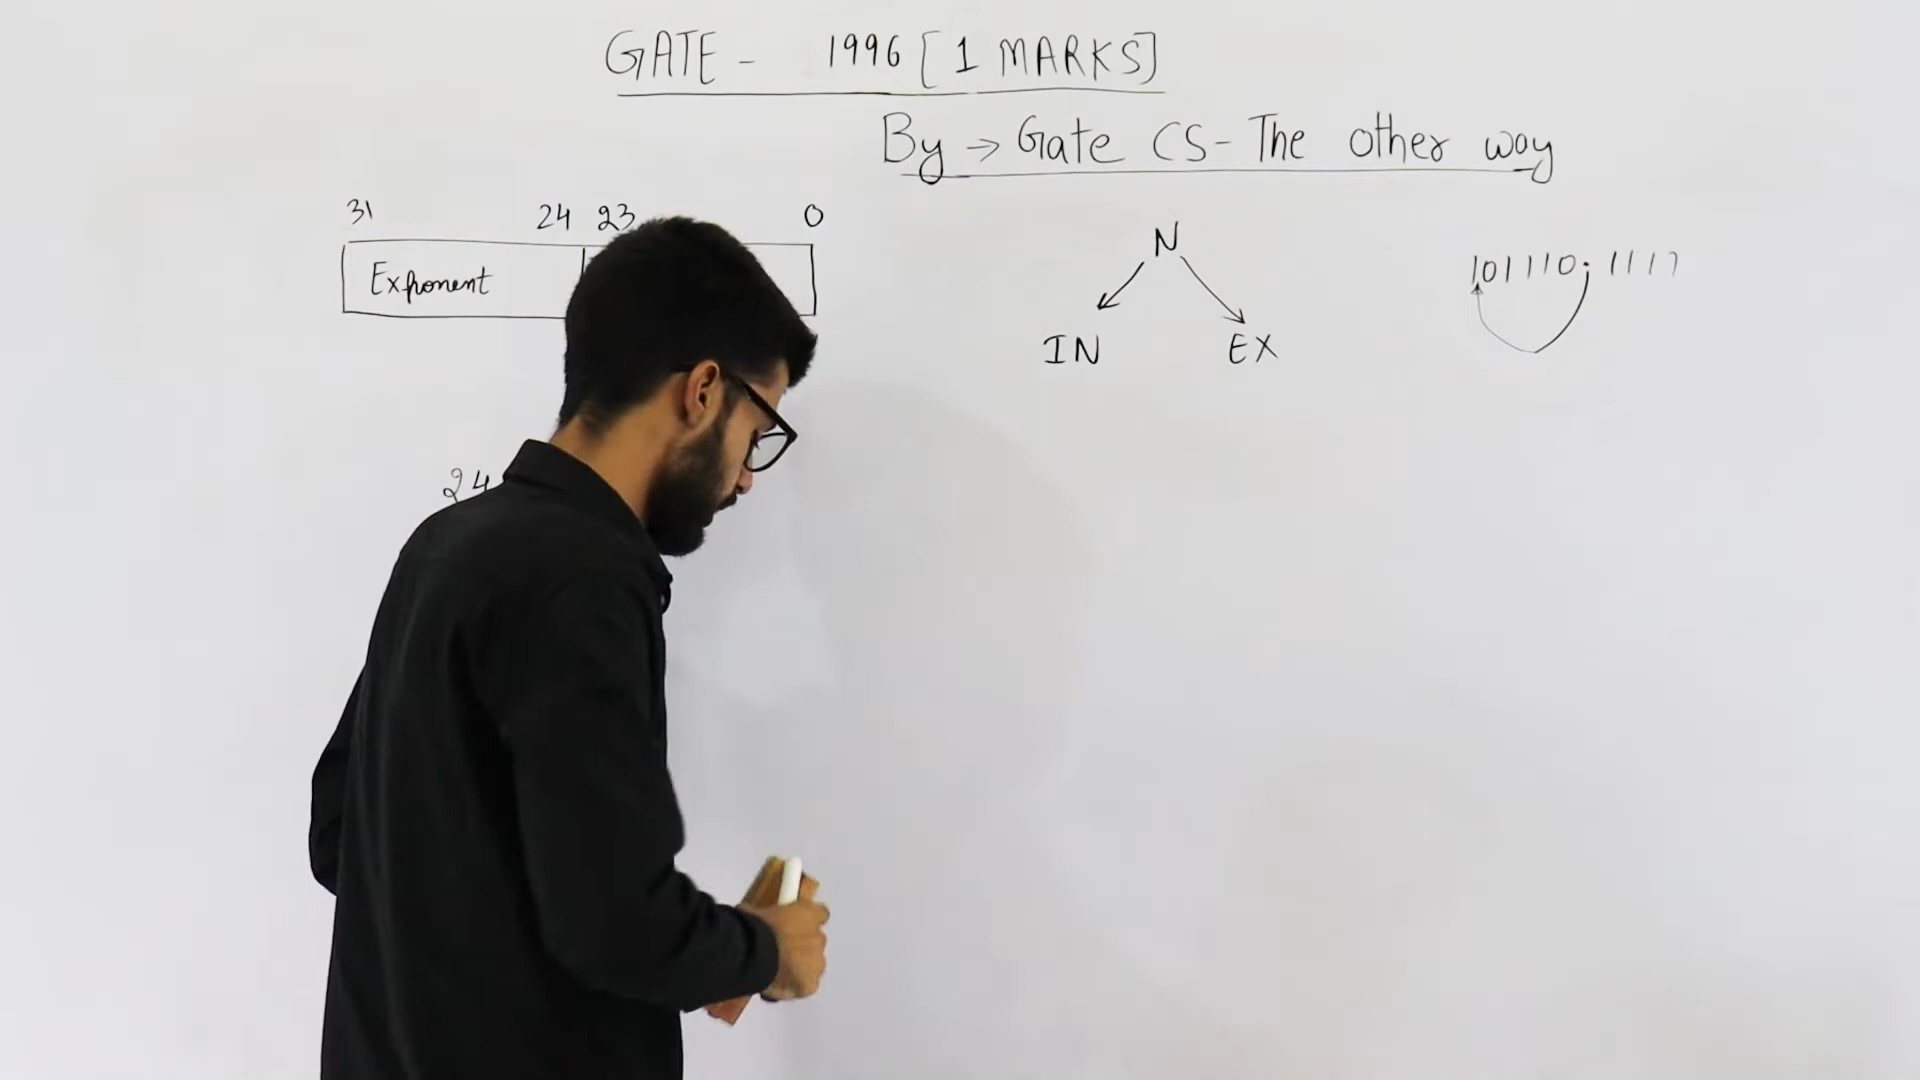 GATE - 1996 [1 MARKS]
By → Gate CS - The other way
31 24 23 0
Exponent
N
IN EX
101110.1111
24